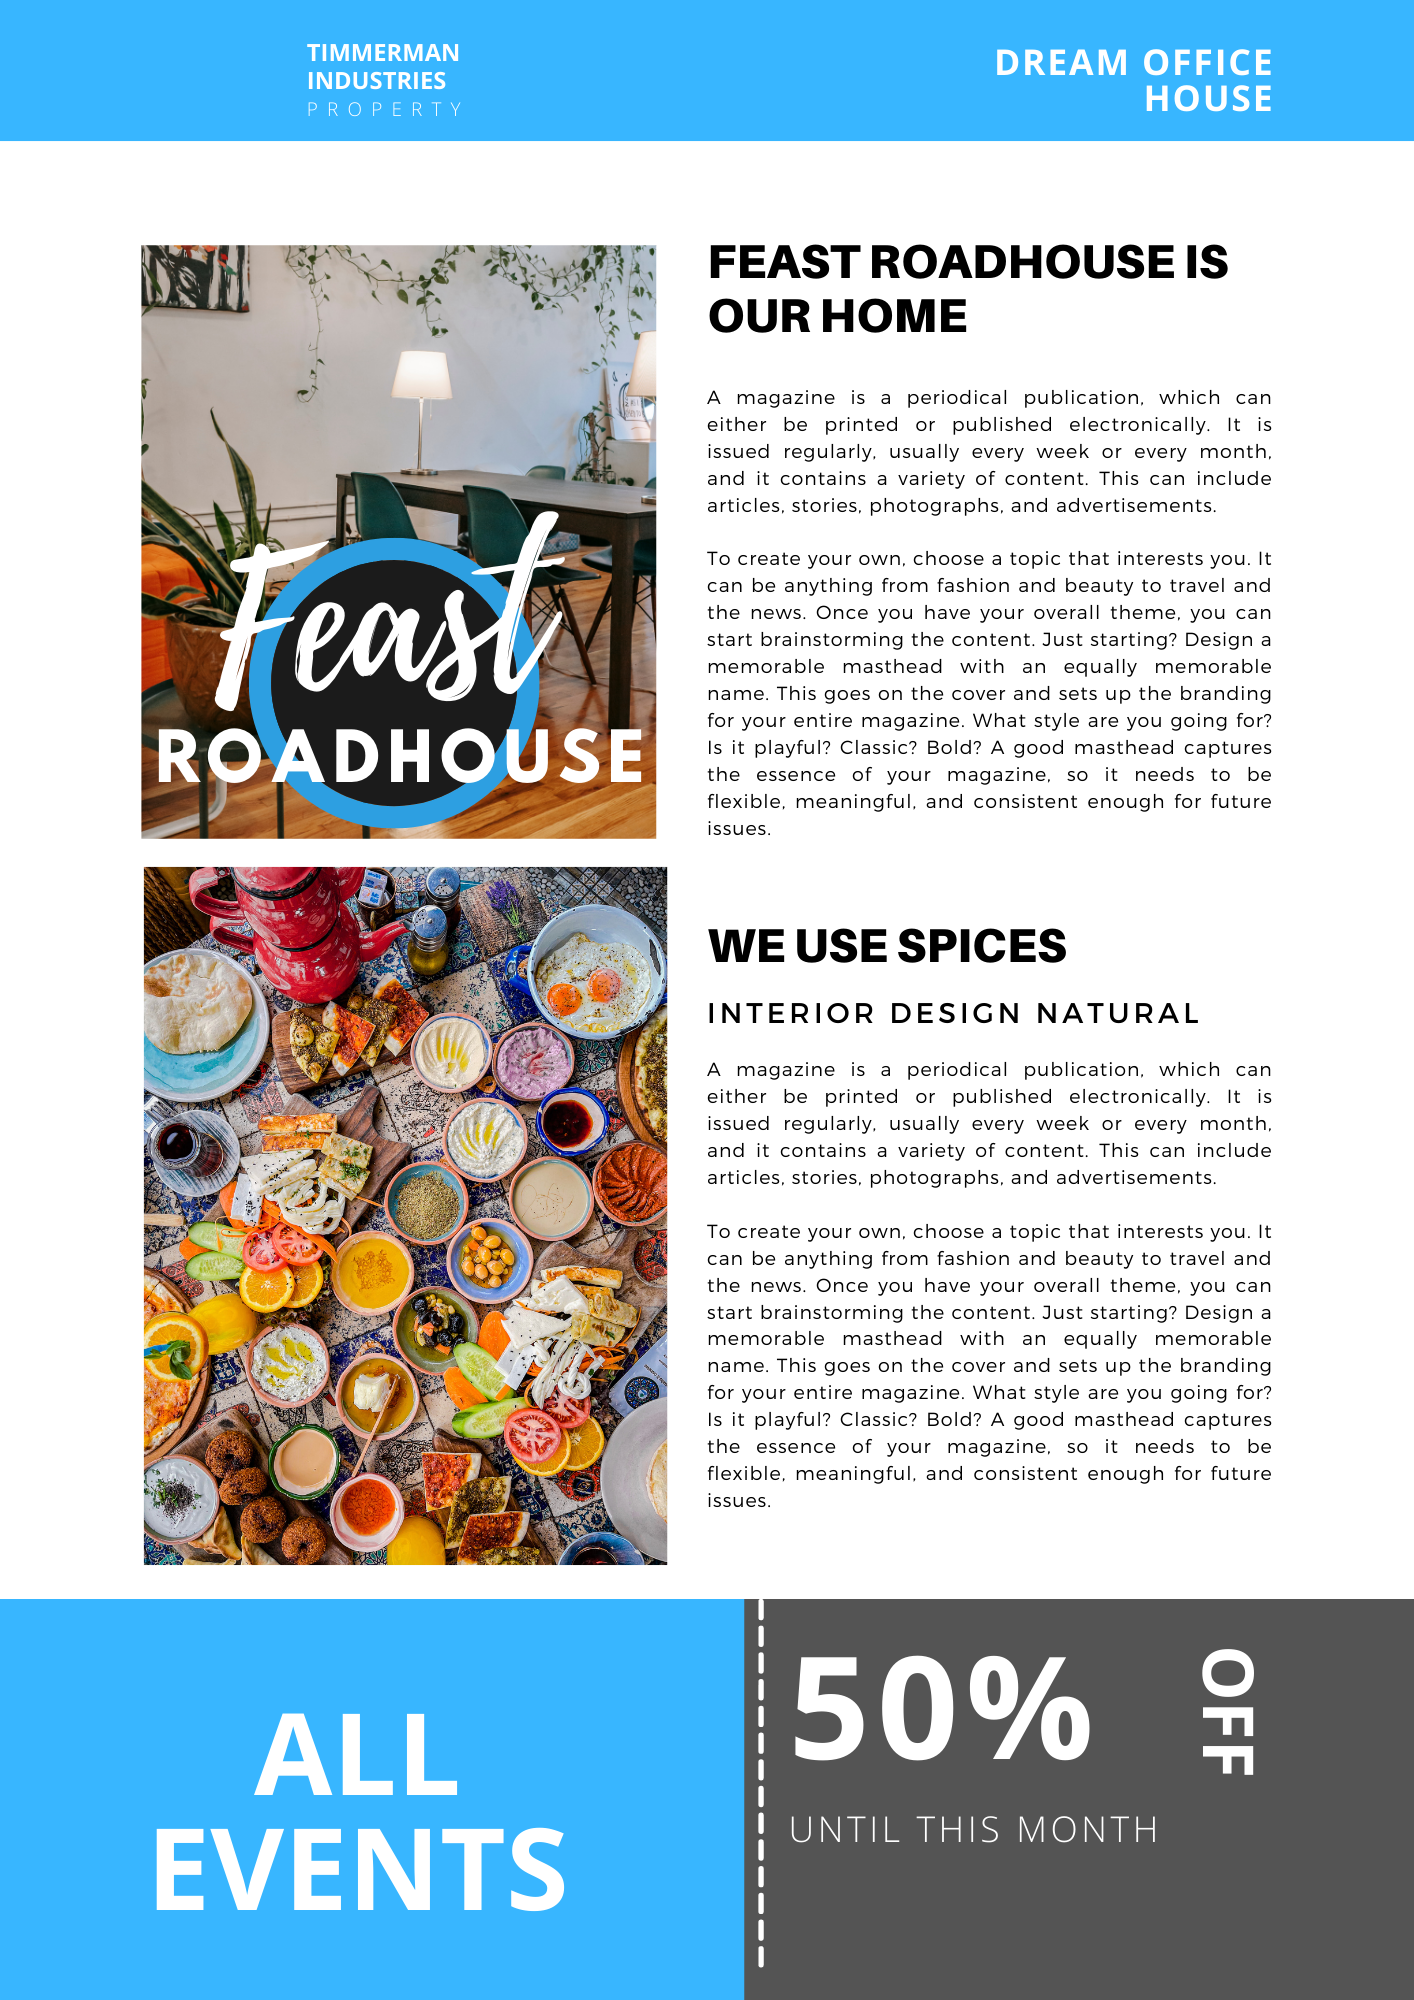 TIMMERMAN
INDUSTRIES
PROPERTY
DREAM OFFICE
HOUSE
Feast
ROADHOUSE
FEAST ROADHOUSE IS
OUR HOME
A magazine is a periodical publication, which can
either be printed or published electronically. It is
issued regularly, usually every week or every month,
and it contains a variety of content. This can include
articles, stories, photographs, and advertisements.
To create your own, choose a topic that interests you. It
can be anything from fashion and beauty to travel and
the news. Once you have your overall theme, you can
start brainstorming the content. Just starting? Design a
memorable masthead with an equally memorable
name. This goes on the cover and sets up the branding
for your entire magazine. What style are you going for?
Is it playful? Classic? Bold? A good masthead captures
the essence of your magazine, so it needs to be
flexible, meaningful, and consistent enough for future
issues.
WE USE SPICES
INTERIOR DESIGN NATURAL
A magazine is a periodical publication, which can
either be printed or published electronically. It is
issued regularly, usually every week or every month,
and it contains a variety of content. This can include
articles, stories, photographs, and advertisements.
To create your own, choose a topic that interests you. It
can be anything from fashion and beauty to travel and
the news. Once you have your overall theme, you can
start brainstorming the content. Just starting? Design a
memorable masthead with an equally memorable
name. This goes on the cover and sets up the branding
for your entire magazine. What style are you going for?
Is it playful? Classic? Bold? A good masthead captures
the essence of your magazine, so it needs to be
flexible, meaningful, and consistent enough for future
issues.
ALL
EVENTS
50%
OFF
UNTIL THIS MONTH